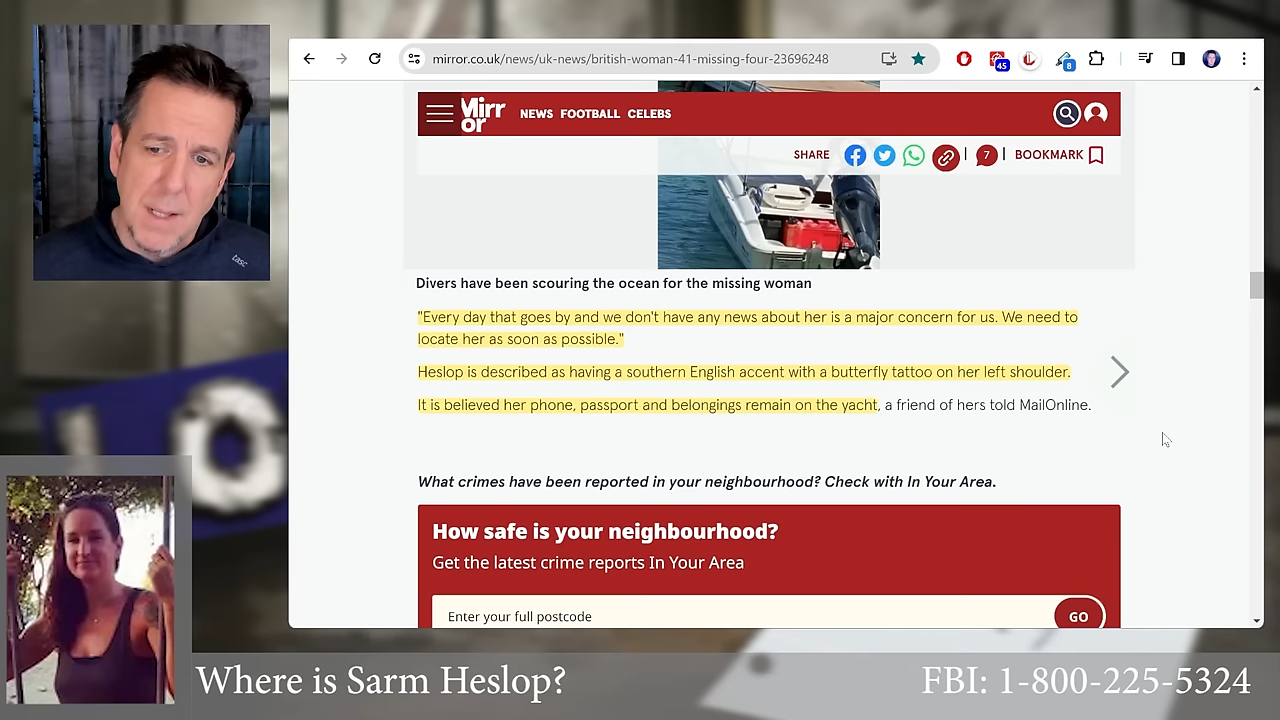 mirror.co.uk/news/uk-news/british-woman-41-missing-four-23696248
45
8
Mirr
or
NEWS FOOTBALL CELEBS
SHARE
7
BOOKMARK
Divers have been scouring the ocean for the missing woman
"Every day that goes by and we don't have any news about her is a major concern for us. We need to
locate her as soon as possible."
Heslop is described as having a southern English accent with a butterfly tattoo on her left shoulder.
It is believed her phone, passport and belongings remain on the yacht, a friend of hers told MailOnline.
What crimes have been reported in your neighbourhood? Check with In Your Area.
How safe is your neighbourhood?
Get the latest crime reports In Your Area
Enter your full postcode
GO
tasc
Where is Sarm Heslop?
FBI: 1-800-225-5324